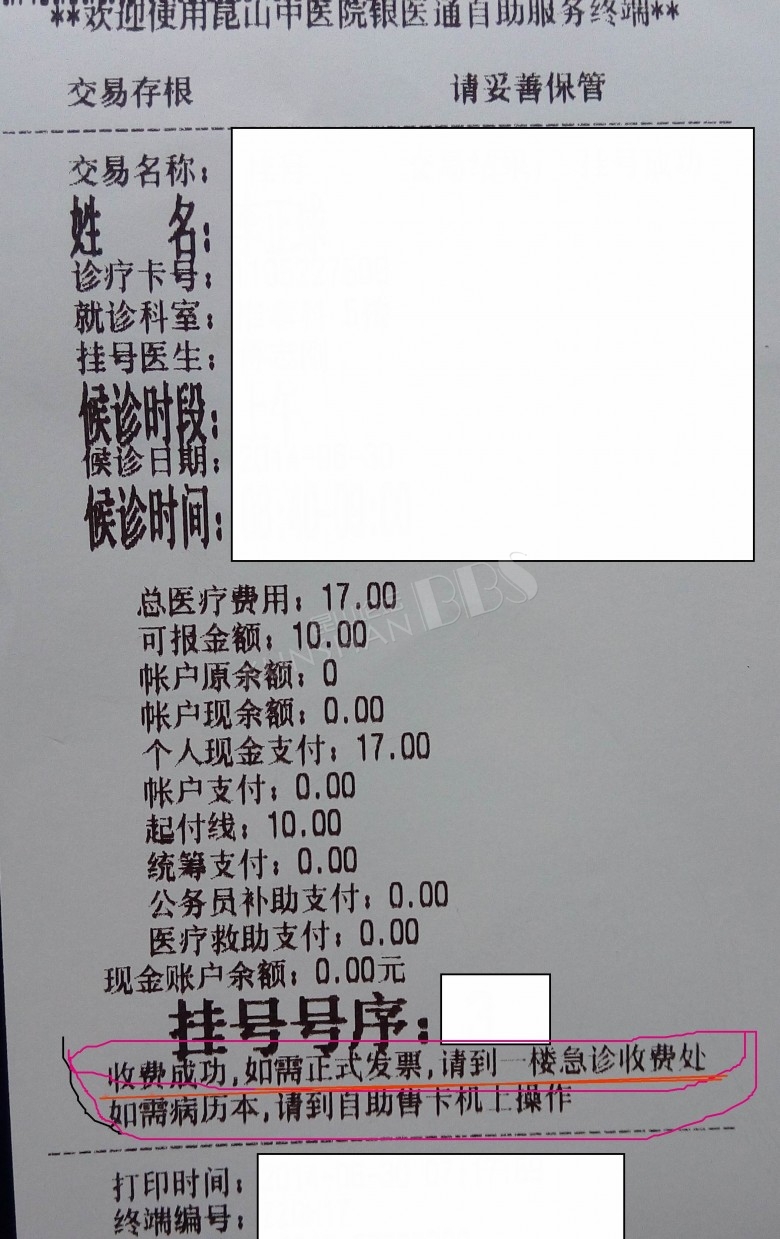 **欢迎使用昆山中医院银医通自助服务终端**
交易存根 请妥善保管
交易名称:
姓 名:
诊疗卡号:
就诊科室:
挂号医生:
候诊时段:
候诊日期:
候诊时间:
总医疗费用: 17.00
可报金额: 10.00
帐户原余额: 0
帐户现余额: 0.00
个人现金支付: 17.00
帐户支付: 0.00
起付线: 10.00
统筹支付: 0.00
公务员补助支付: 0.00
医疗救助支付: 0.00
现金账户余额: 0.00元
挂号号序:
收费成功,如需正式发票,请到一楼急诊收费处
如需病历本,请到自助售卡机上操作
打印时间:
终端编号:
BBS